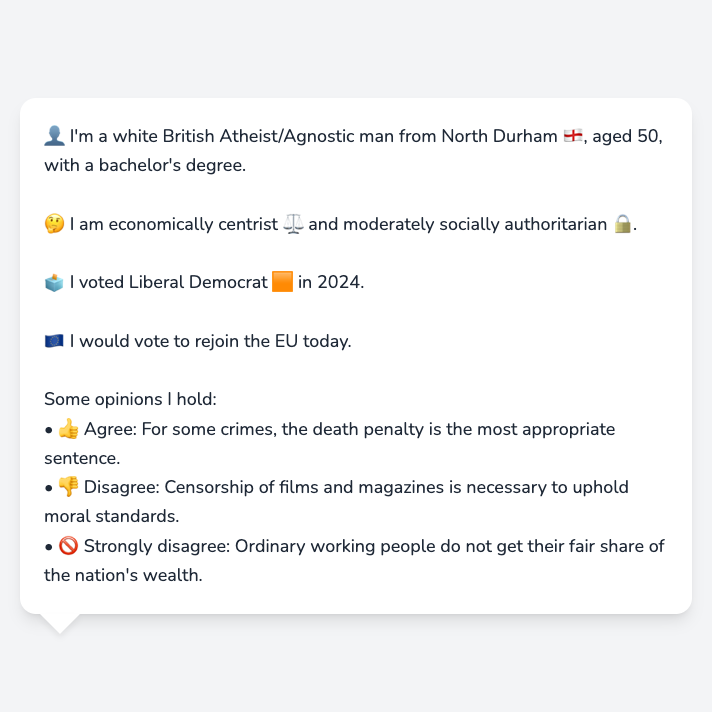 👤 I'm a white British Atheist/Agnostic man from North Durham 🏴󠁧󠁢󠁥󠁮󠁧󠁿, aged 50,
with a bachelor's degree.
🤔 I am economically centrist ⚖️ and moderately socially authoritarian 🔒.
🗳️ I voted Liberal Democrat 🟧 in 2024.
🇪🇺 I would vote to rejoin the EU today.
Some opinions I hold:
• 👍 Agree: For some crimes, the death penalty is the most appropriate
sentence.
• 👎 Disagree: Censorship of films and magazines is necessary to uphold
moral standards.
• 🚫 Strongly disagree: Ordinary working people do not get their fair share of
the nation's wealth.